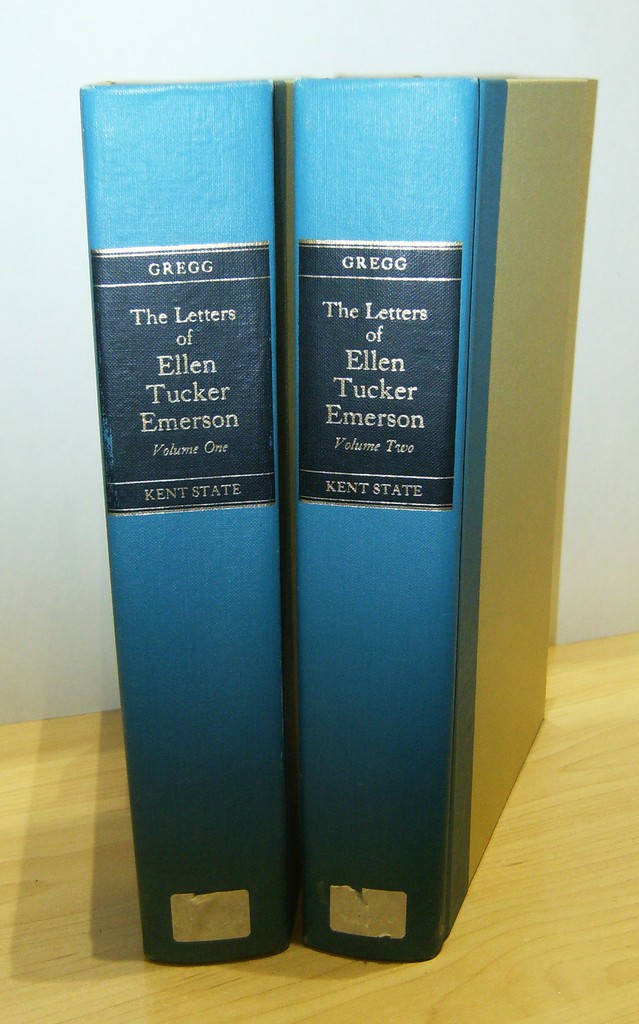 GREGG
The Letters
of
Ellen
Tucker
Emerson
Volume One
KENT STATE
GREGG
The Letters
of
Ellen
Tucker
Emerson
Volume Two
KENT STATE